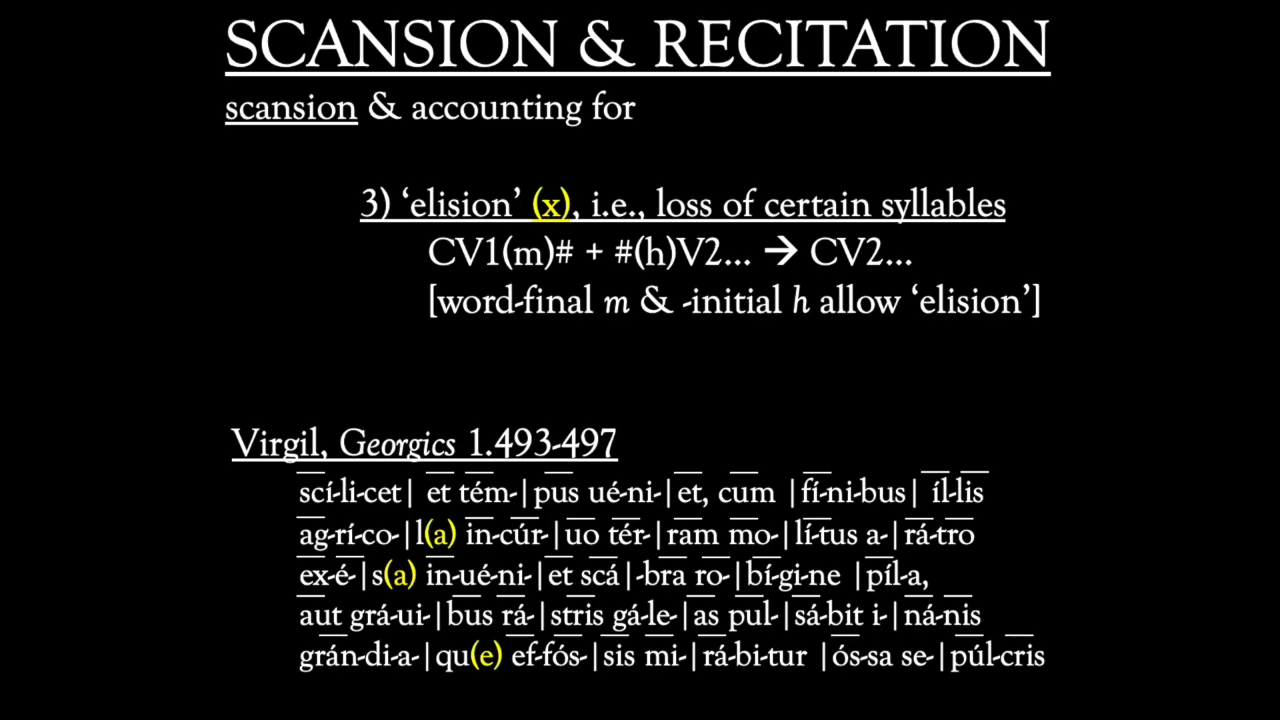 SCANSION & RECITATION
scansion & accounting for
3) ‘elision’ (x), i.e., loss of certain syllables
CV1(m)# + #(h)V2... → CV2...
[word-final m & -initial h allow ‘elision’]
Virgil, Georgics 1.493-497
scí-li-cet| et tém-|pus ué-ni-|et, cum |fí-ni-bus| íl-lis
ag-rí-co-|l(a) in-cúr-|uo tér-|ram mo-|lí-tus a-|rá-tro
ex-é-|s(a) in-ué-ni-|et scá|-bra ro-|bí-gi-ne |píl-a,
aut grá-ui-|bus rá-|stris gá-le-|as pul-|sá-bit i-|ná-nis
grán-di-a-|qu(e) ef-fós-|sis mi-|rá-bi-tur |ós-sa se-|púl-cris